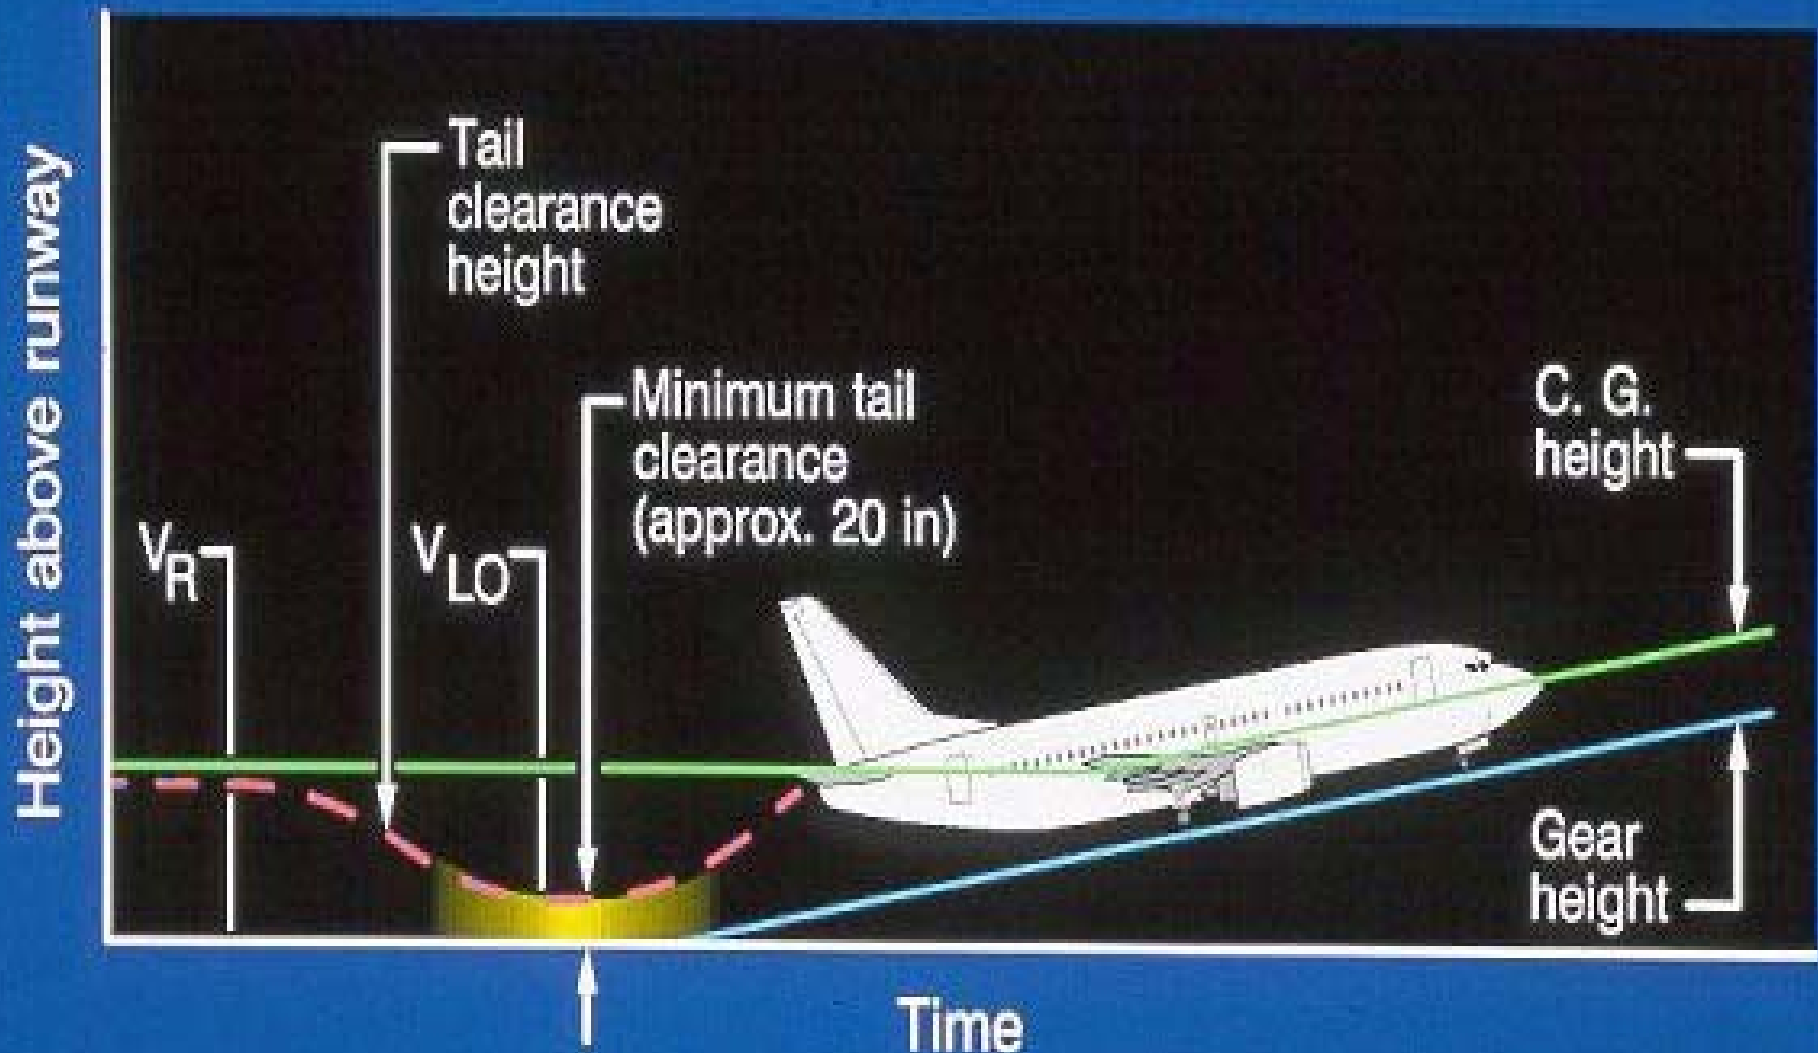 Height above runway
Tail
clearance
height
Minimum tail
clearance
(approx. 20 in)
VR
VLO
C. G.
height
Gear
height
Time